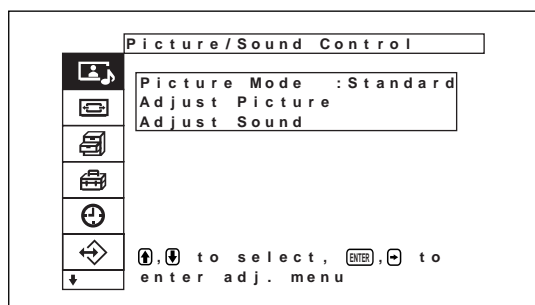 Picture/Sound Control
Picture Mode :Standard
Adjust Picture
Adjust Sound
, to select, ENTER, to
enter adj. menu